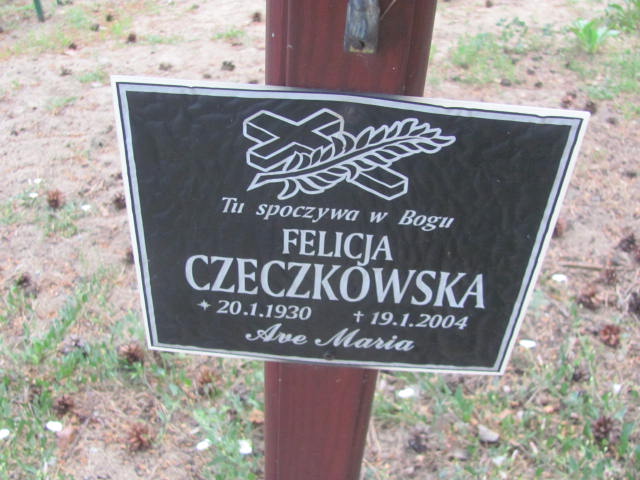 Tu spoczywa w Bogu
FELICJA
CZECZKOWSKA
* 20.1.1930 † 19.1.2004
Ave Maria